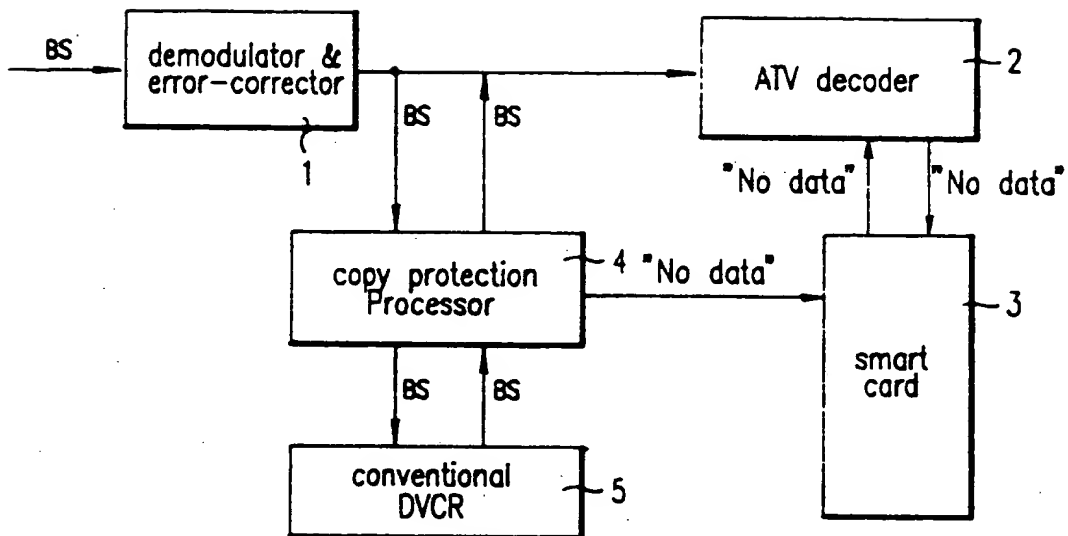 BS
demodulator &
error-corrector
1
ATV decoder
2
BS
BS
"No data"
"No data"
copy protection
Processor
4
"No data"
smart
card
3
BS
BS
conventional
DVCR
5